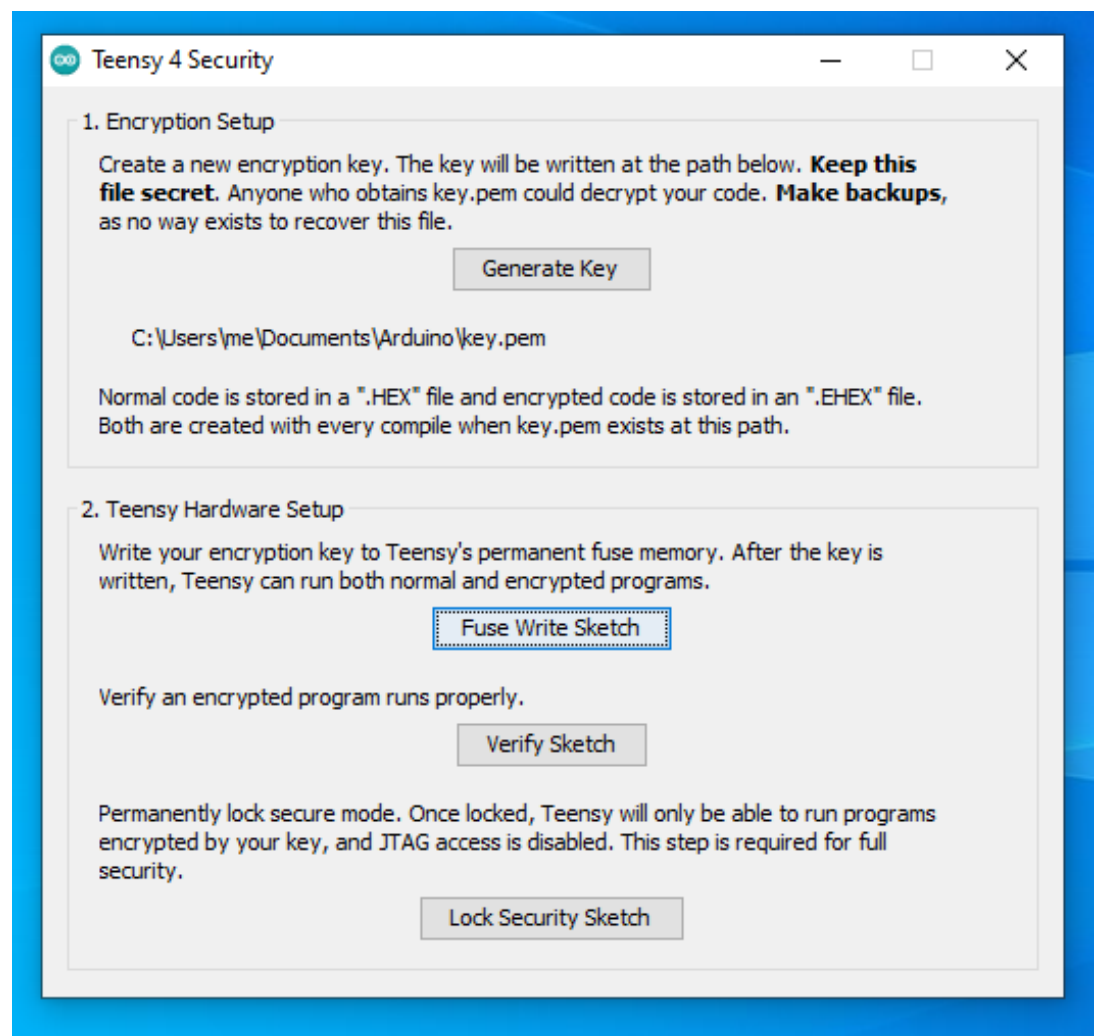 Teensy 4 Security
1. Encryption Setup
Create a new encryption key. The key will be written at the path below. Keep this
file secret. Anyone who obtains key.pem could decrypt your code. Make backups,
as no way exists to recover this file.
Generate Key
C:\Users\me\Documents\Arduino\key.pem
Normal code is stored in a ".HEX" file and encrypted code is stored in an ".EHEX" file.
Both are created with every compile when key.pem exists at this path.
2. Teensy Hardware Setup
Write your encryption key to Teensy's permanent fuse memory. After the key is
written, Teensy can run both normal and encrypted programs.
Fuse Write Sketch
Verify an encrypted program runs properly.
Verify Sketch
Permanently lock secure mode. Once locked, Teensy will only be able to run programs
encrypted by your key, and JTAG access is disabled. This step is required for full
security.
Lock Security Sketch